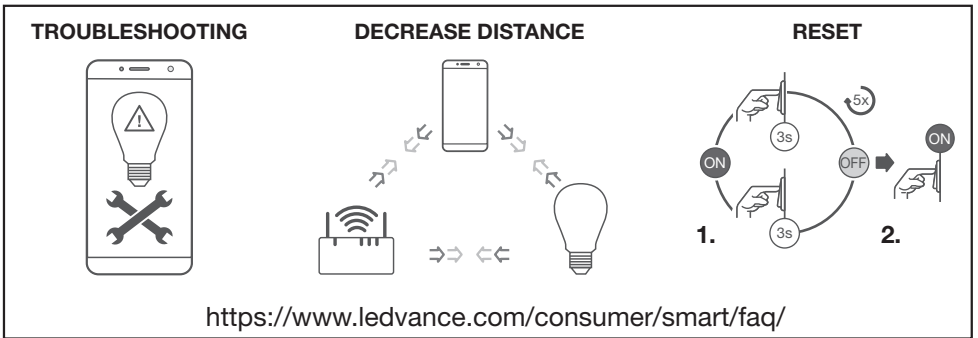 TROUBLESHOOTING
DECREASE DISTANCE
RESET
5x
3s
ON
OFF
ON
3s
1.
2.
https://www.ledvance.com/consumer/smart/faq/